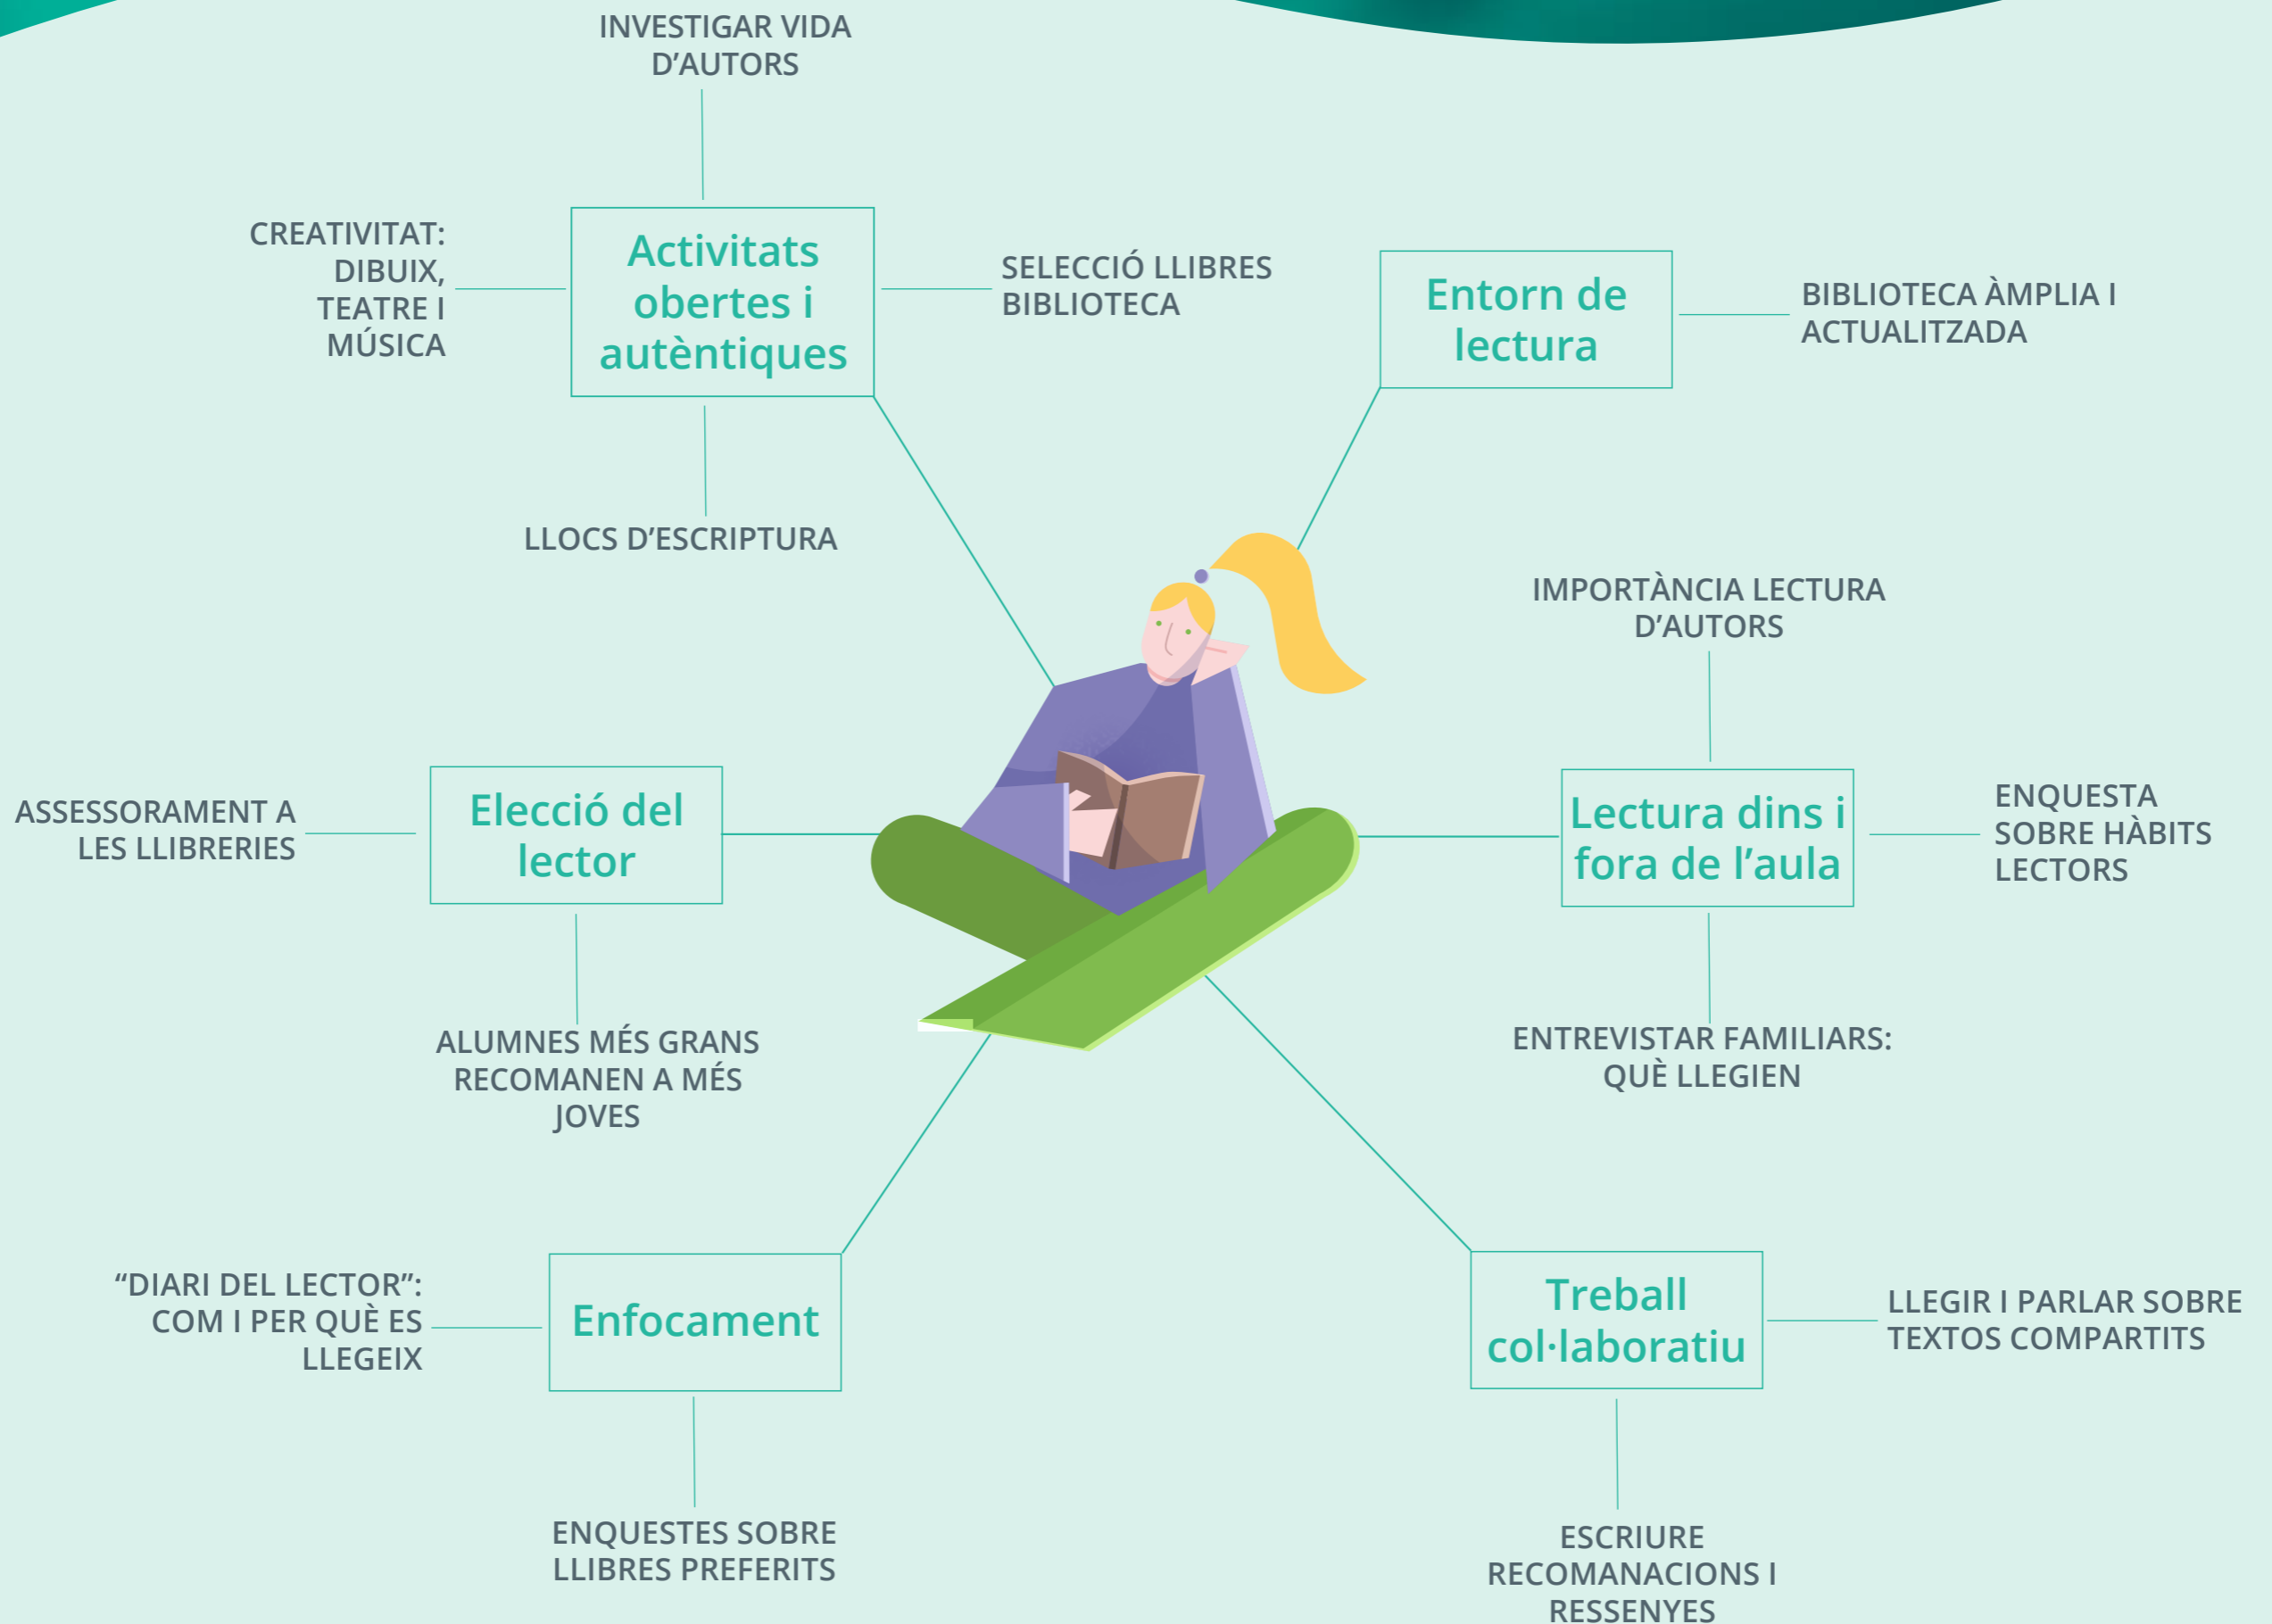 INVESTIGAR VIDA
D’AUTORS
CREATIVITAT:
DIBUIX,
TEATRE I
MÚSICA
Activitats
obertes i
autèntiques
SELECCIÓ LLIBRES
BIBLIOTECA
LLOCS D’ESCRIPTURA
Entorn de
lectura
BIBLIOTECA ÀMPLIA I
ACTUALITZADA
IMPORTÀNCIA LECTURA
D’AUTORS
Lectura dins i
fora de l’aula
ENQUESTA
SOBRE HÀBITS
LECTORS
ENTREVISTAR FAMILIARS:
QUÈ LLEGIEN
ASSESSORAMENT A
LES LLIBRERIES
Elecció del
lector
ALUMNES MÉS GRANS
RECOMANEN A MÉS
JOVES
“DIARI DEL LECTOR”:
COM I PER QUÈ ES
LLEGEIX
Enfocament
ENQUESTES SOBRE
LLIBRES PREFERITS
Treball
col·laboratiu
LLEGIR I PARLAR SOBRE
TEXTOS COMPARTITS
ESCRIURE
RECOMANACIONS I
RESSENYES